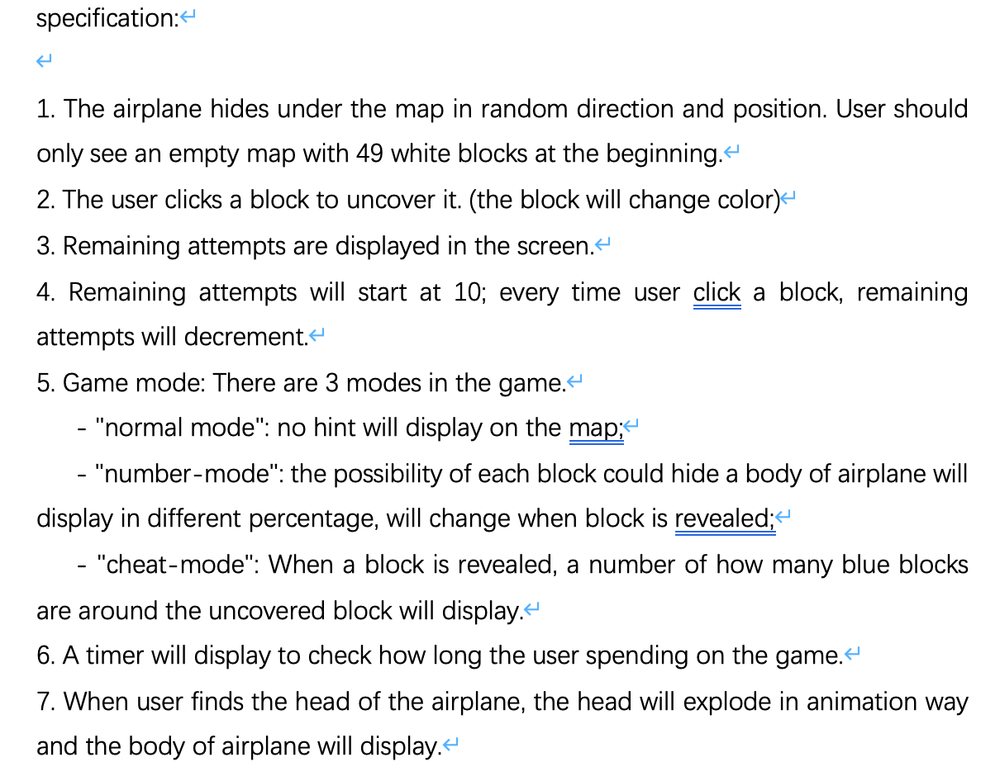 specification:
1. The airplane hides under the map in random direction and position. User should
only see an empty map with 49 white blocks at the beginning.
2. The user clicks a block to uncover it. (the block will change color)
3. Remaining attempts are displayed in the screen.
4. Remaining attempts will start at 10; every time user click a block, remaining
attempts will decrement.
5. Game mode: There are 3 modes in the game.
- "normal mode": no hint will display on the map;
- "number-mode": the possibility of each block could hide a body of airplane will
display in different percentage, will change when block is revealed;
- "cheat-mode": When a block is revealed, a number of how many blue blocks
are around the uncovered block will display.
6. A timer will display to check how long the user spending on the game.
7. When user finds the head of the airplane, the head will explode in animation way
and the body of airplane will display.